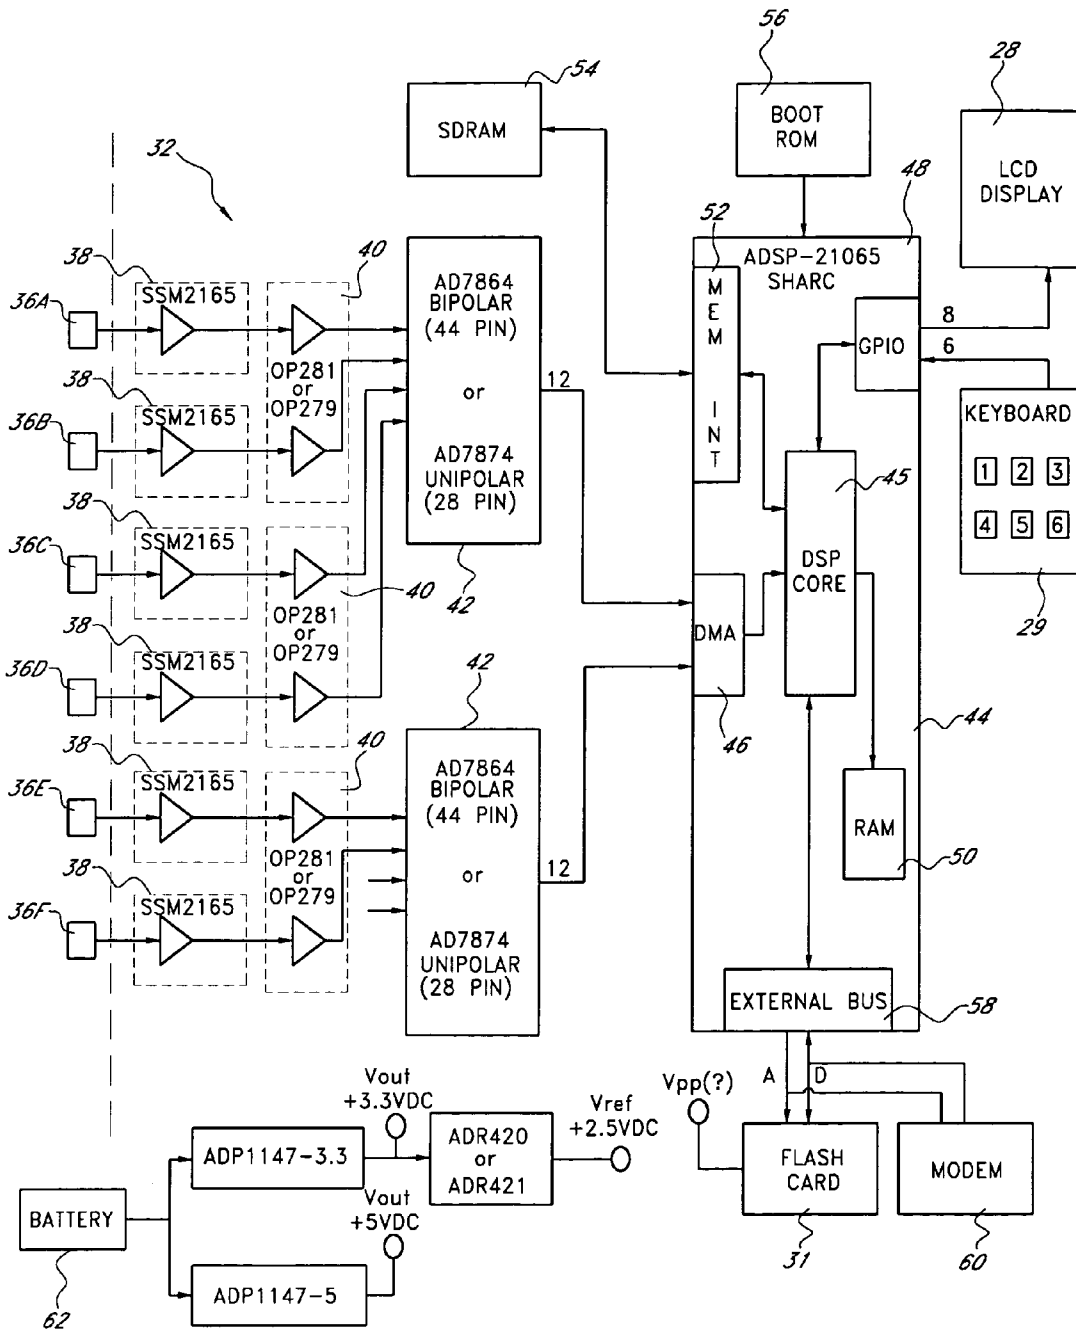 56
54
28
SDRAM
BOOT
ROM
LCD
DISPLAY
32
48
52
ADSP-21065
SHARC
38
40
36A
SSM2165
AD7864
BIPOLAR
(44 PIN)
MEM INT
GPIO
8
6
OP281
or
OP279
or
12
38
36B
SSM2165
KEYBOARD
1 2 3
4 5 6
AD7874
UNIPOLAR
(28 PIN)
45
38
36C
SSM2165
DSP
CORE
40
42
29
OP281
or
OP279
DMA
38
36D
SSM2165
42
46
44
38
40
36E
SSM2165
AD7864
BIPOLAR
(44 PIN)
RAM
50
OP281
or
OP279
or
12
38
36F
SSM2165
AD7874
UNIPOLAR
(28 PIN)
EXTERNAL BUS
58
A
D
Vout
+3.3VDC
Vpp(?)
Vref
+2.5VDC
ADP1147-3.3
ADR420
or
ADR421
FLASH
CARD
MODEM
BATTERY
Vout
+5VDC
31
60
62
ADP1147-5